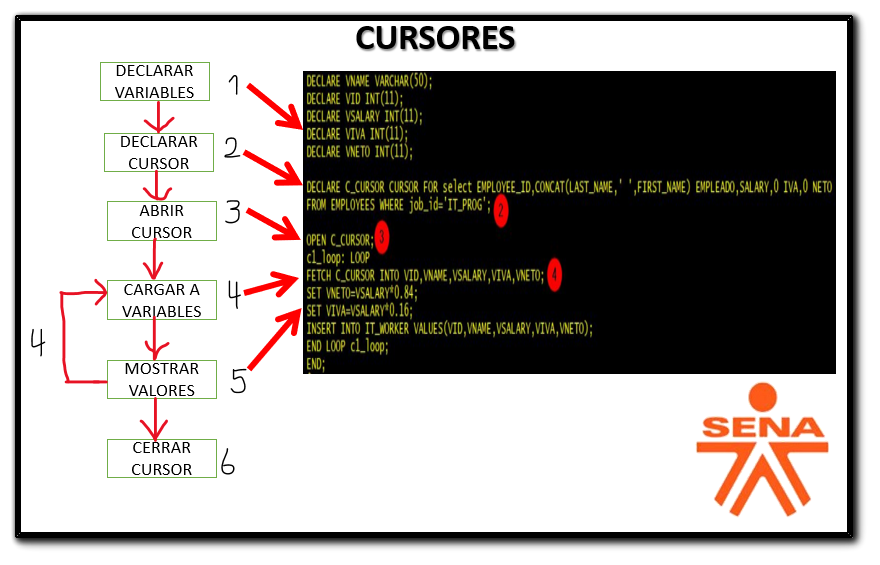 CURSORES
DECLARAR
VARIABLES
1
DECLARAR
CURSOR
2
ABRIR
CURSOR
3
CARGAR A
VARIABLES
4
4
MOSTRAR
VALORES
5
CERRAR
CURSOR
6
DECLARE VNAME VARCHAR(50);
DECLARE VID INT(11);
DECLARE VSALARY INT(11);
DECLARE VIVA INT(11);
DECLARE VNETO INT(11);
DECLARE C_CURSOR CURSOR FOR select EMPLOYEE_ID,CONCAT(LAST_NAME,' ',FIRST_NAME) EMPLEADO,SALARY,0 IVA,0 NETO
FROM EMPLOYEES WHERE job_id='IT_PROG'; 2
OPEN C_CURSOR; 3
cl_loop: LOOP
FETCH C_CURSOR INTO VID,VNAME,VSALARY,VIVA,VNETO; 4
SET VNETO=VSALARY*0.84;
SET VIVA=VSALARY*0.16;
INSERT INTO IT_WORKER VALUES(VID,VNAME,VSALARY,VIVA,VNETO);
END LOOP cl_loop;
END;
SENA